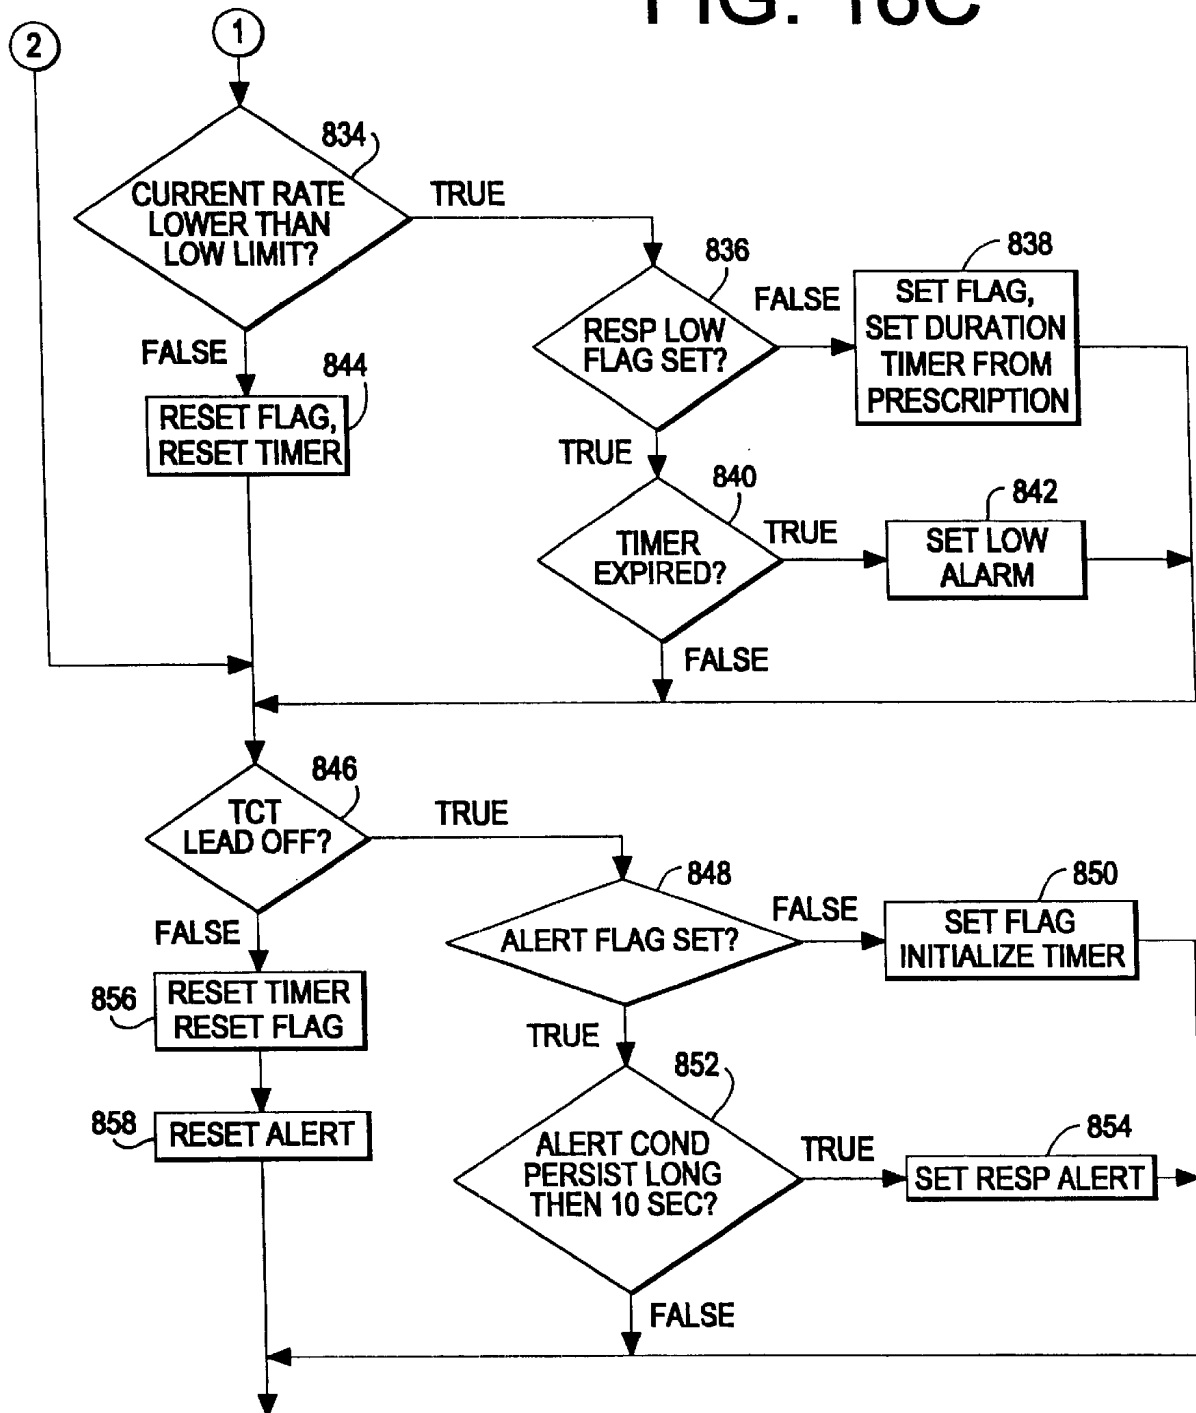 FIG. 16C
2
1
834
CURRENT RATE
LOWER THAN
LOW LIMIT?
TRUE
FALSE
836
RESP LOW
FLAG SET?
FALSE
838
SET FLAG,
SET DURATION
TIMER FROM
PRESCRIPTION
844
RESET FLAG,
RESET TIMER
TRUE
840
TIMER
EXPIRED?
TRUE
842
SET LOW
ALARM
FALSE
846
TCT
LEAD OFF?
TRUE
848
ALERT FLAG SET?
FALSE
850
SET FLAG
INITIALIZE TIMER
FALSE
856
RESET TIMER
RESET FLAG
TRUE
852
ALERT COND
PERSIST LONG
THEN 10 SEC?
TRUE
854
SET RESP ALERT
858
RESET ALERT
FALSE